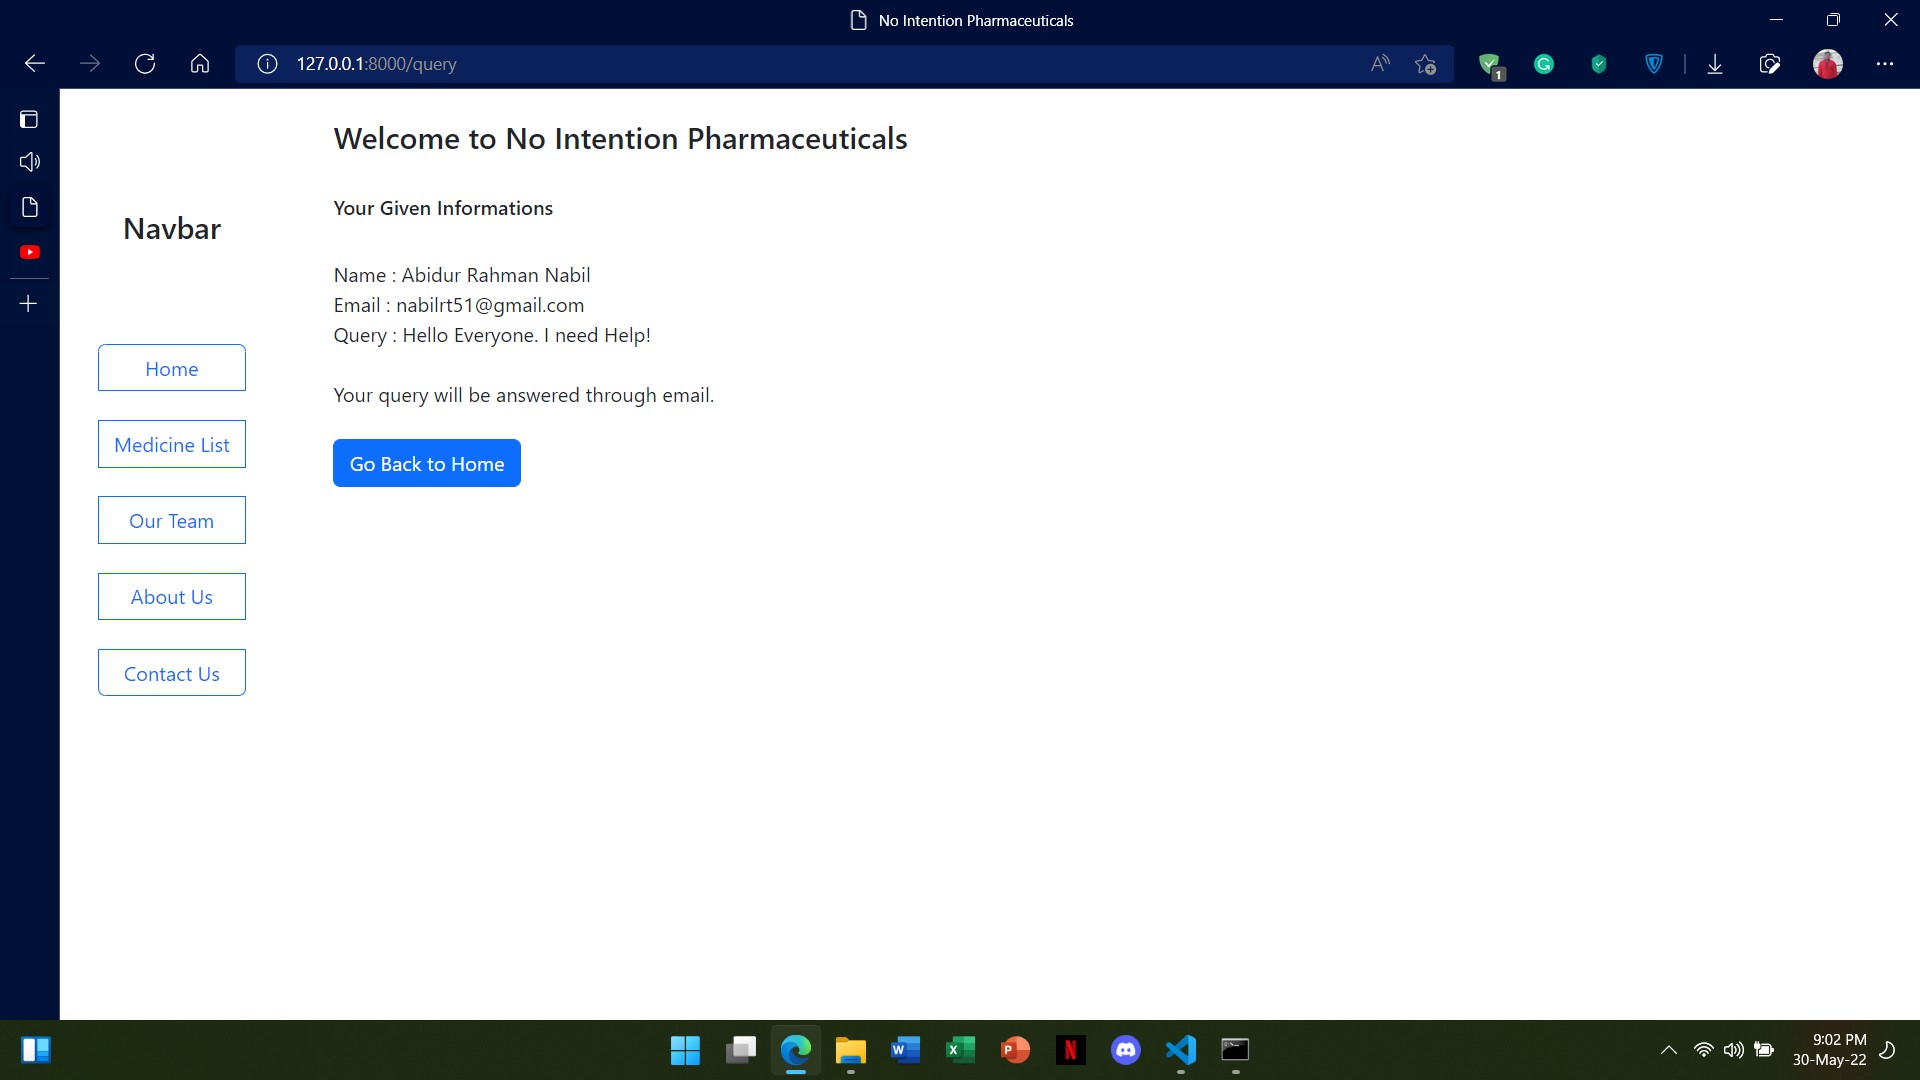 No Intention Pharmaceuticals
127.0.0.1:8000/query
1
Welcome to No Intention Pharmaceuticals
Navbar
Home
Medicine List
Our Team
About Us
Contact Us
Your Given Informations
Name : Abidur Rahman Nabil
Email : nabilrt51@gmail.com
Query : Hello Everyone. I need Help!
Your query will be answered through email.
Go Back to Home
9:02 PM
30-May-22